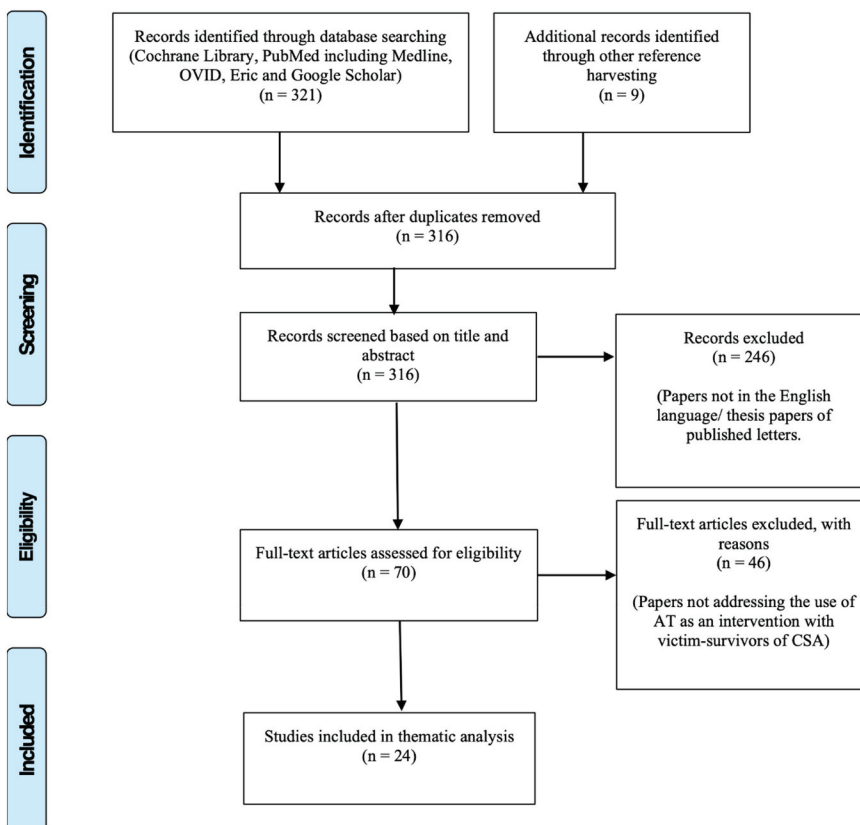 Identification
Records identified through database searching
(Cochrane Library, PubMed including Medline,
OVID, Eric and Google Scholar)
(n = 321)
Additional records identified
through other reference
harvesting
(n = 9)
Records after duplicates removed
(n = 316)
Screening
Records screened based on title and
abstract
(n = 316)
Records excluded
(n = 246)
(Papers not in the English
language/ thesis papers of
published letters.
Eligibility
Full-text articles assessed for eligibility
(n = 70)
Full-text articles excluded, with
reasons
(n = 46)
(Papers not addressing the use of
AT as an intervention with
victim-survivors of CSA)
Included
Studies included in thematic analysis
(n = 24)